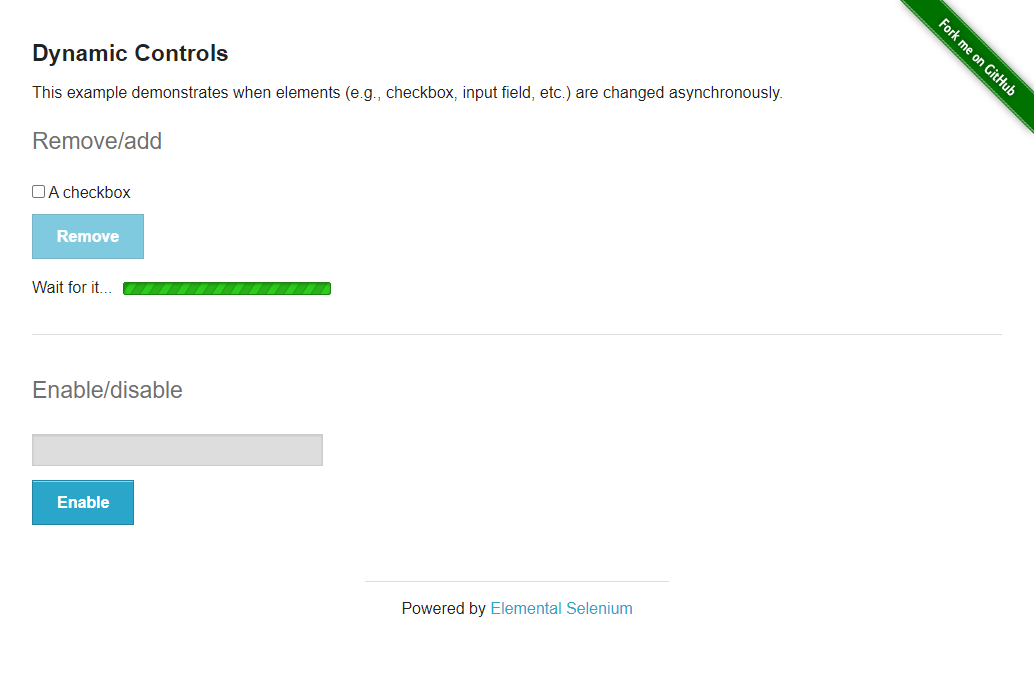 Fork me on GitHub
Dynamic Controls
This example demonstrates when elements (e.g., checkbox, input field, etc.) are changed asynchronously.
Remove/add
A checkbox
Remove
Wait for it...
Enable/disable
Enable
Powered by Elemental Selenium